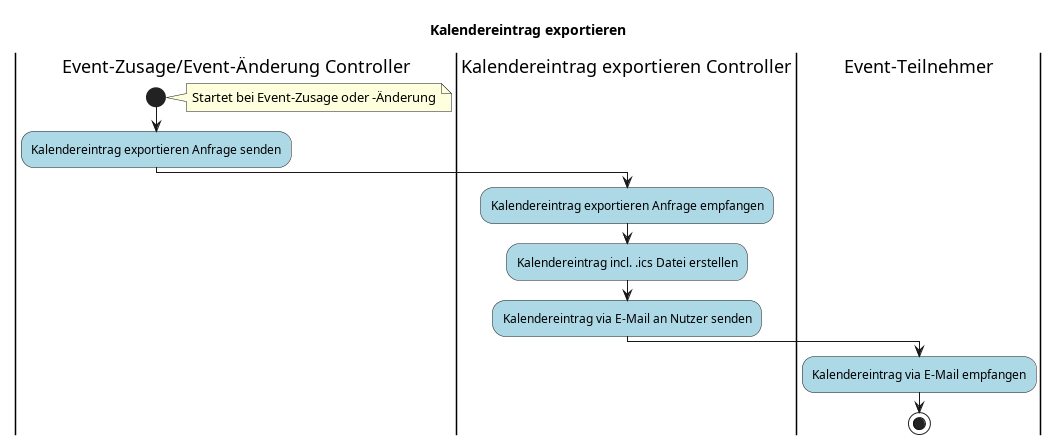 Kalendereintrag exportieren
Event-Zusage/Event-Änderung Controller
Kalendereintrag exportieren Controller
Event-Teilnehmer
Startet bei Event-Zusage oder -Änderung
Kalendereintrag exportieren Anfrage senden
Kalendereintrag exportieren Anfrage empfangen
Kalendereintrag incl. .ics Datei erstellen
Kalendereintrag via E-Mail an Nutzer senden
Kalendereintrag via E-Mail empfangen